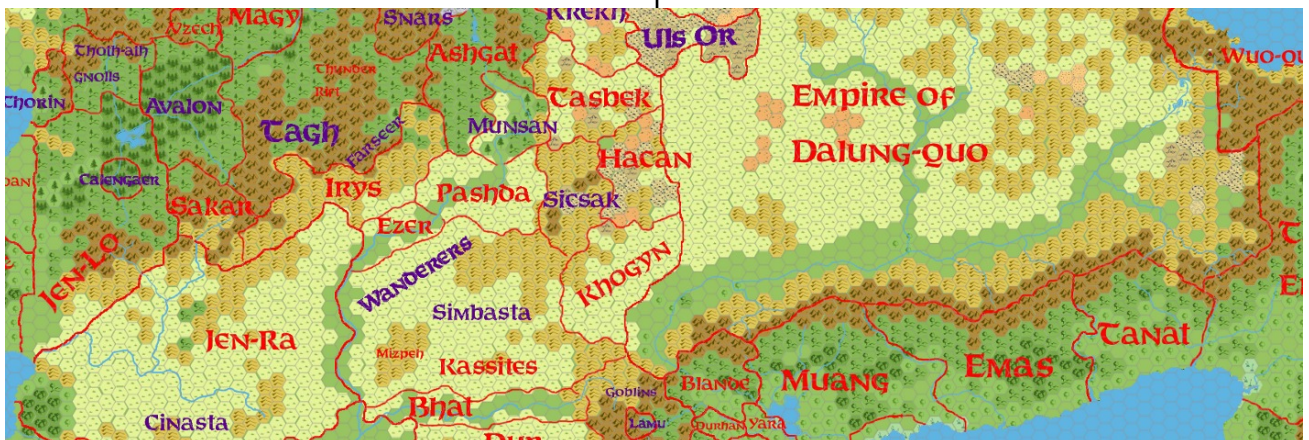 Magy
Snars
Krekh
Uls Or
Wuo-qu
Azech
Tholh-alh
Gnolls
Ashgat
Thunder
Rift
Thorin
Avalon
Tasbek
Empire of
Dalung-quo
Tagh
Farseer
Munsan
Hacan
Calengaer
Sakar
Irys
Pashda
Sicsak
Ezer
Jen-Lo
Wanderers
Khogyn
Simbasta
Jen-Ra
Mizpeh
Kassites
Tanat
Emas
Muang
Blande
Goblins
Bhat
Cinasta
Lamu
Durhan
Yara